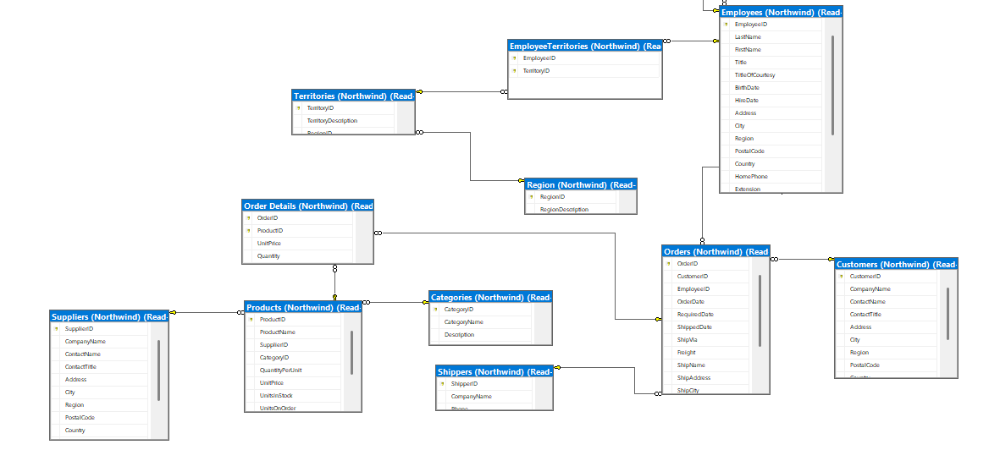 Employees (Northwind) (Read-
EmployeeID
LastName
FirstName
Title
TitleOfCourtesy
BirthDate
HireDate
Address
City
Region
PostalCode
Country
HomePhone
Extension
EmployeeTerritories (Northwind) (Rea
EmployeeID
TerritoryID
Territories (Northwind) (Read-
TerritoryID
TerritoryDescription
RegionID
Region (Northwind) (Read-
RegionID
RegionDescription
Order Details (Northwind) (Read
OrderID
ProductID
UnitPrice
Quantity
Orders (Northwind) (Read
OrderID
CustomerID
EmployeeID
OrderDate
RequiredDate
ShippedDate
ShipVia
Freight
ShipName
ShipAddress
ShipCity
Customers (Northwind) (Read-
CustomerID
CompanyName
ContactName
ContactTitle
Address
City
Region
PostalCode
Country
Categories (Northwind) (Read-
CategoryID
CategoryName
Description
Products (Northwind) (Read-
ProductID
ProductName
SupplierID
CategoryID
QuantityPerUnit
UnitPrice
UnitsInStock
UnitsOnOrder
Suppliers (Northwind) (Read-
SupplierID
CompanyName
ContactName
ContactTitle
Address
City
Region
PostalCode
Country
Shippers (Northwind) (Read-
ShipperID
CompanyName
Phone